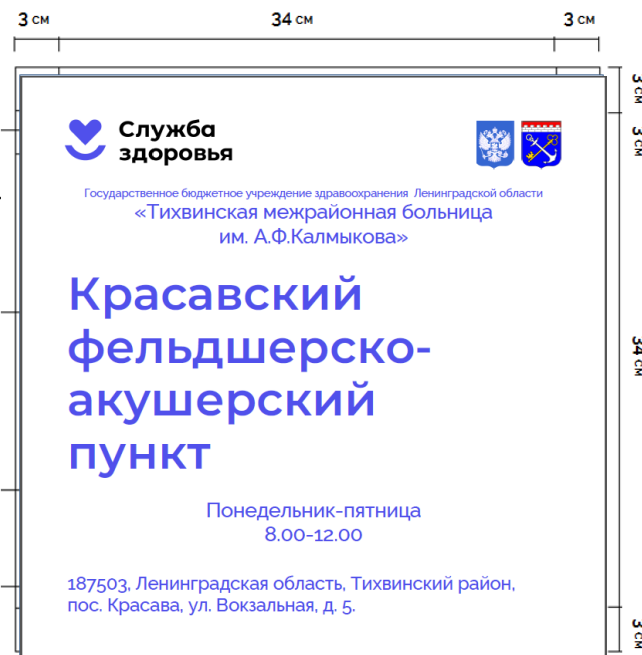 3 см 34 см 3 см
3 см
3 см
Служба
здоровья
Государственное бюджетное учреждение здравоохранения Ленинградской области
«Тихвинская межрайонная больница
им. А.Ф.Калмыкова»
Красавский
фельдшерско-
акушерский
пункт
34 см
Понедельник-пятница
8.00-12.00
187503, Ленинградская область, Тихвинский район,
пос. Красава, ул. Вокзальная, д. 5.
3 см